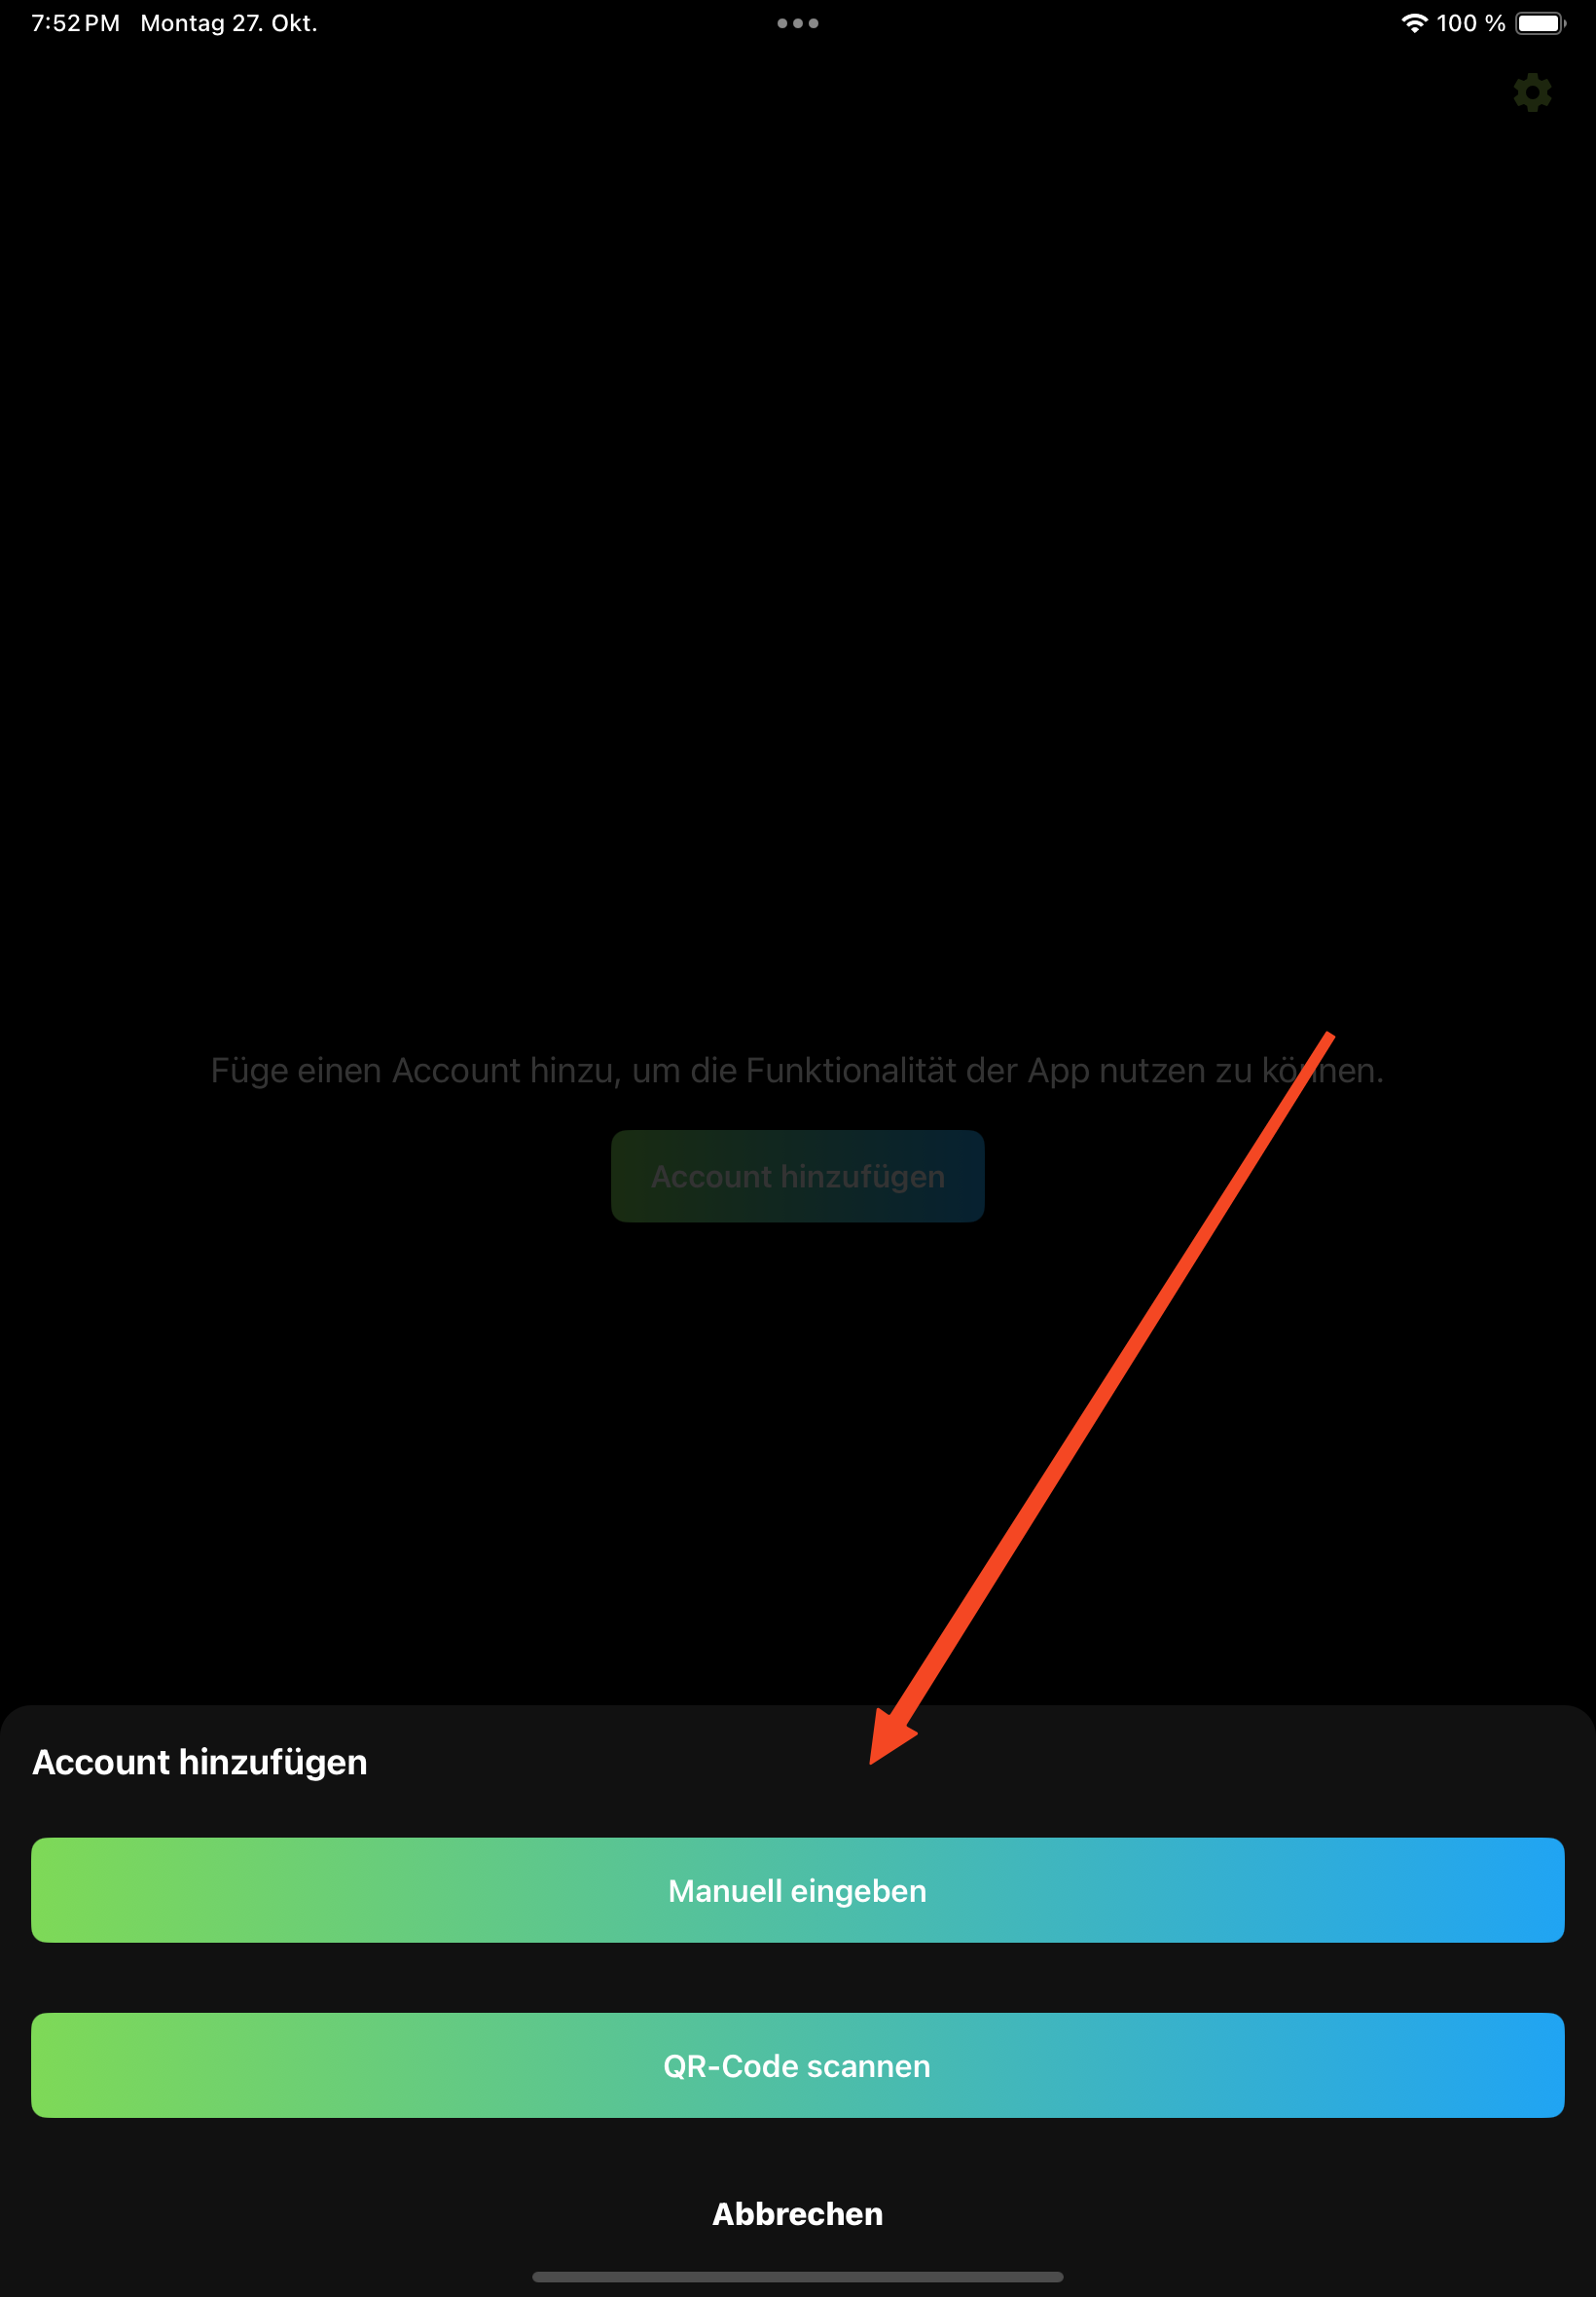 7:52 PM Montag 27. Okt.
100 %
Füge einen Account hinzu, um die Funktionalität der App nutzen zu können.
Account hinzufügen
Account hinzufügen
Manuell eingeben
QR-Code scannen
Abbrechen